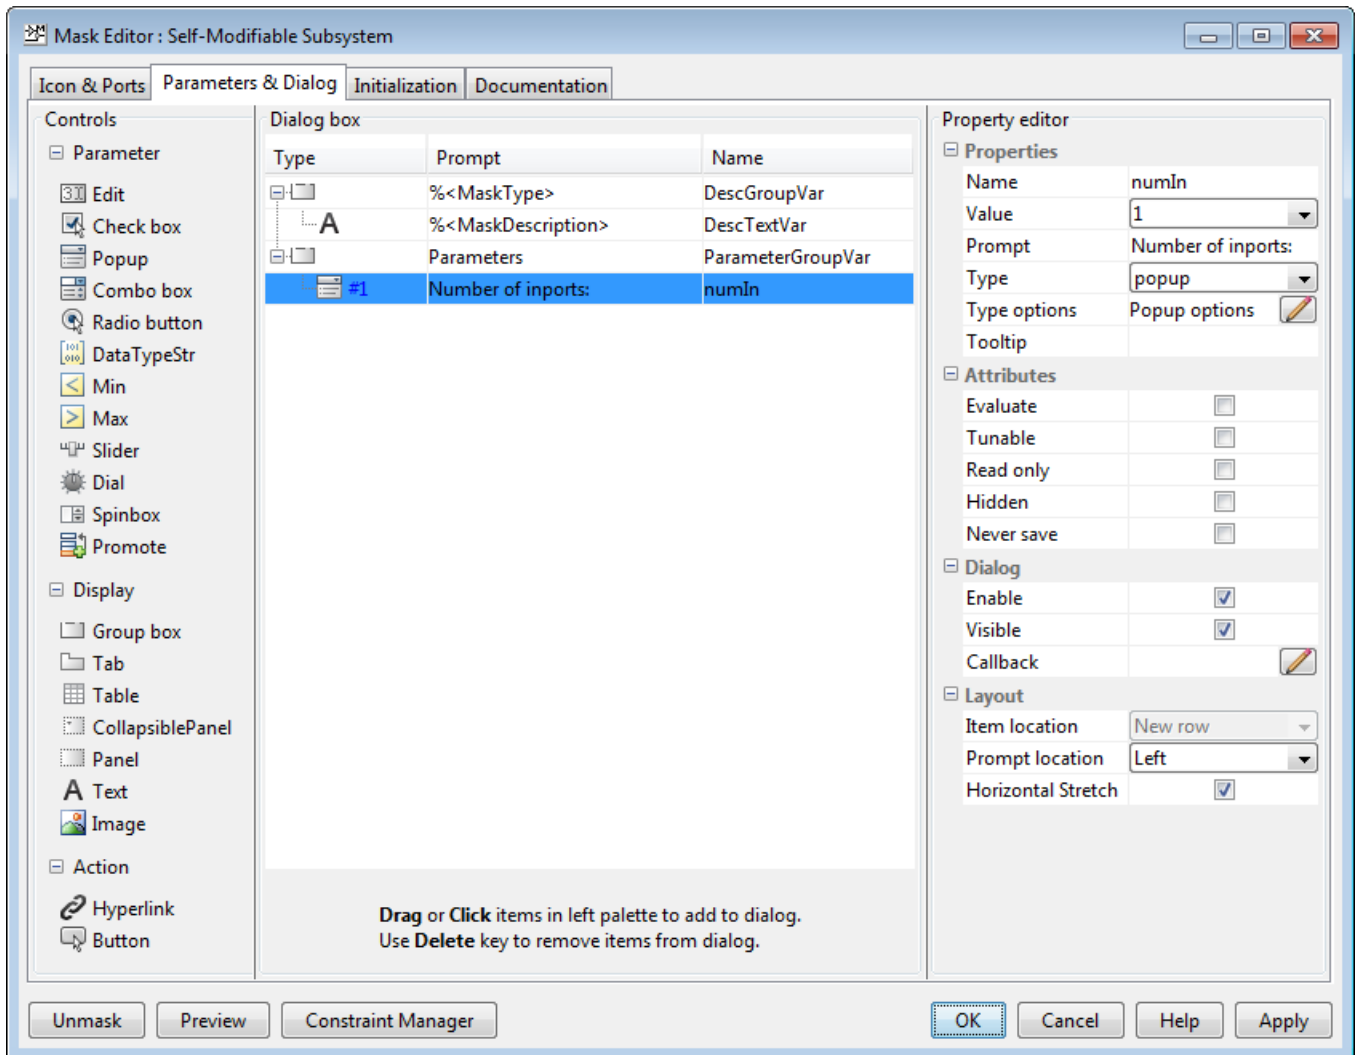 Mask Editor : Self-Modifiable Subsystem
Icon & Ports Parameters & Dialog Initialization Documentation
Controls
Parameter
Edit
Check box
Popup
Combo box
Radio button
DataTypeStr
Min
Max
Slider
Dial
Spinbox
Promote
Display
Group box
Tab
Table
CollapsiblePanel
Panel
A Text
Image
Action
Hyperlink
Button
Dialog box
Type Prompt Name
%<MaskType> DescGroupVar
A %<MaskDescription> DescTextVar
Parameters ParameterGroupVar
#1 Number of inports: numIn
Drag or Click items in left palette to add to dialog.
Use Delete key to remove items from dialog.
Property editor
Properties
Name numIn
Value 1
Prompt Number of inports:
Type popup
Type options Popup options
Tooltip
Attributes
Evaluate
Tunable
Read only
Hidden
Never save
Dialog
Enable
Visible
Callback
Layout
Item location New row
Prompt location Left
Horizontal Stretch
Unmask Preview Constraint Manager OK Cancel Help Apply